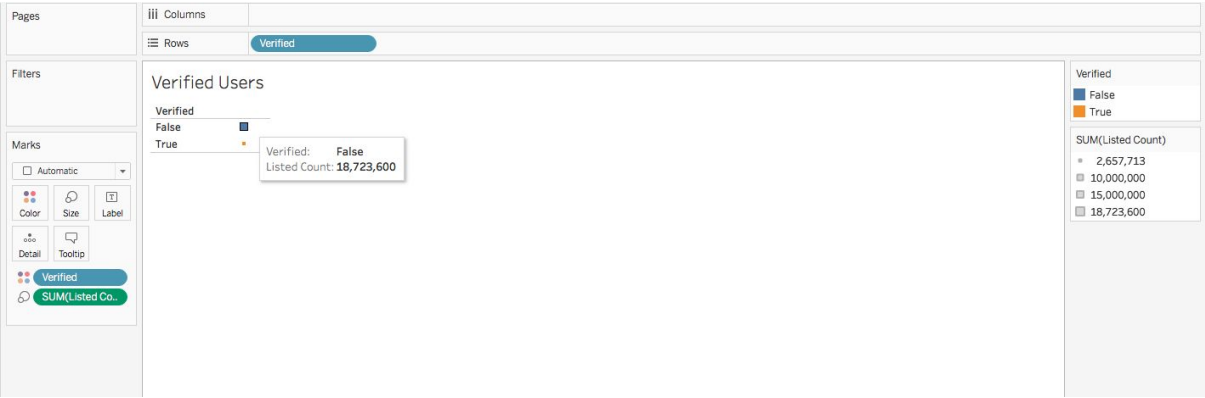 Pages
Columns
Rows
Verified
Filters
Marks
Automatic
Color
Size
Label
Detail
Tooltip
Verified
SUM(Listed Co..
Verified Users
Verified
False
True
Verified: False
Listed Count: 18,723,600
Verified
False
True
SUM(Listed Count)
2,657,713
10,000,000
15,000,000
18,723,600